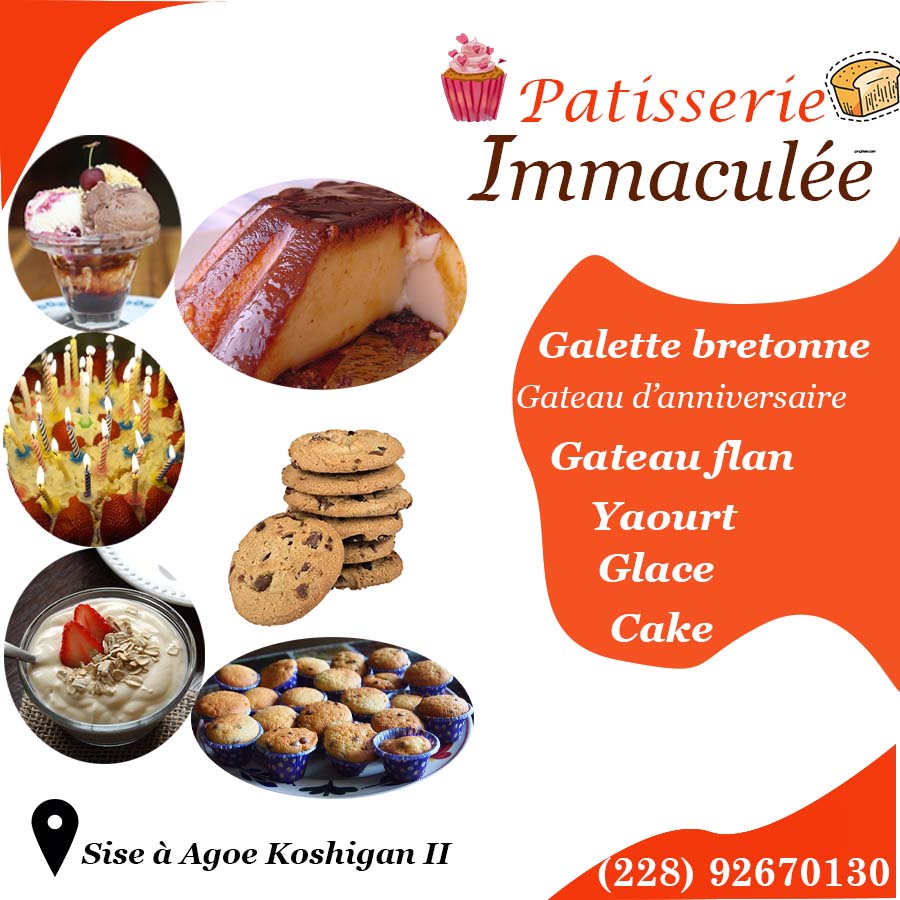 Patisserie
Immaculée
Galette bretonne
Gateau d'anniversaire
Gateau flan
Yaourt
Glace
Cake
Sise à Agoe Koshigan II
(228) 92670130